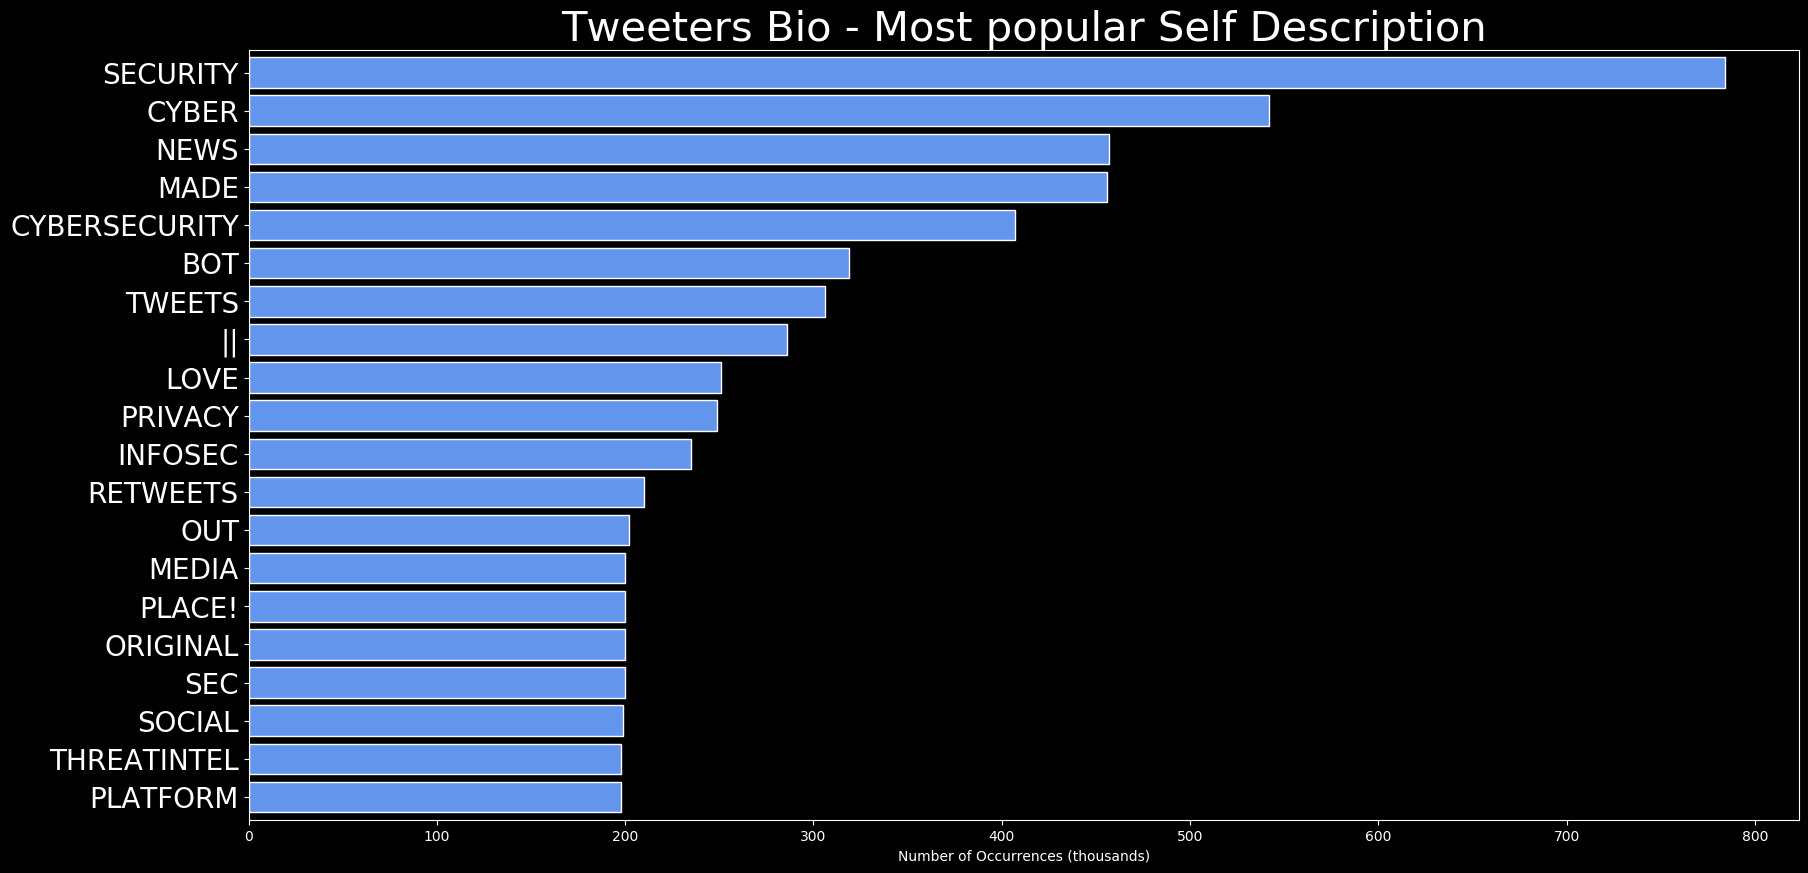 Tweeters Bio - Most popular Self Description
SECURITY
CYBER
NEWS
MADE
CYBERSECURITY
BOT
TWEETS
||
LOVE
PRIVACY
INFOSEC
RETWEETS
OUT
MEDIA
PLACE!
ORIGINAL
SEC
SOCIAL
THREATINTEL
PLATFORM
0 100 200 300 400 500 600 700 800
Number of Occurrences (thousands)